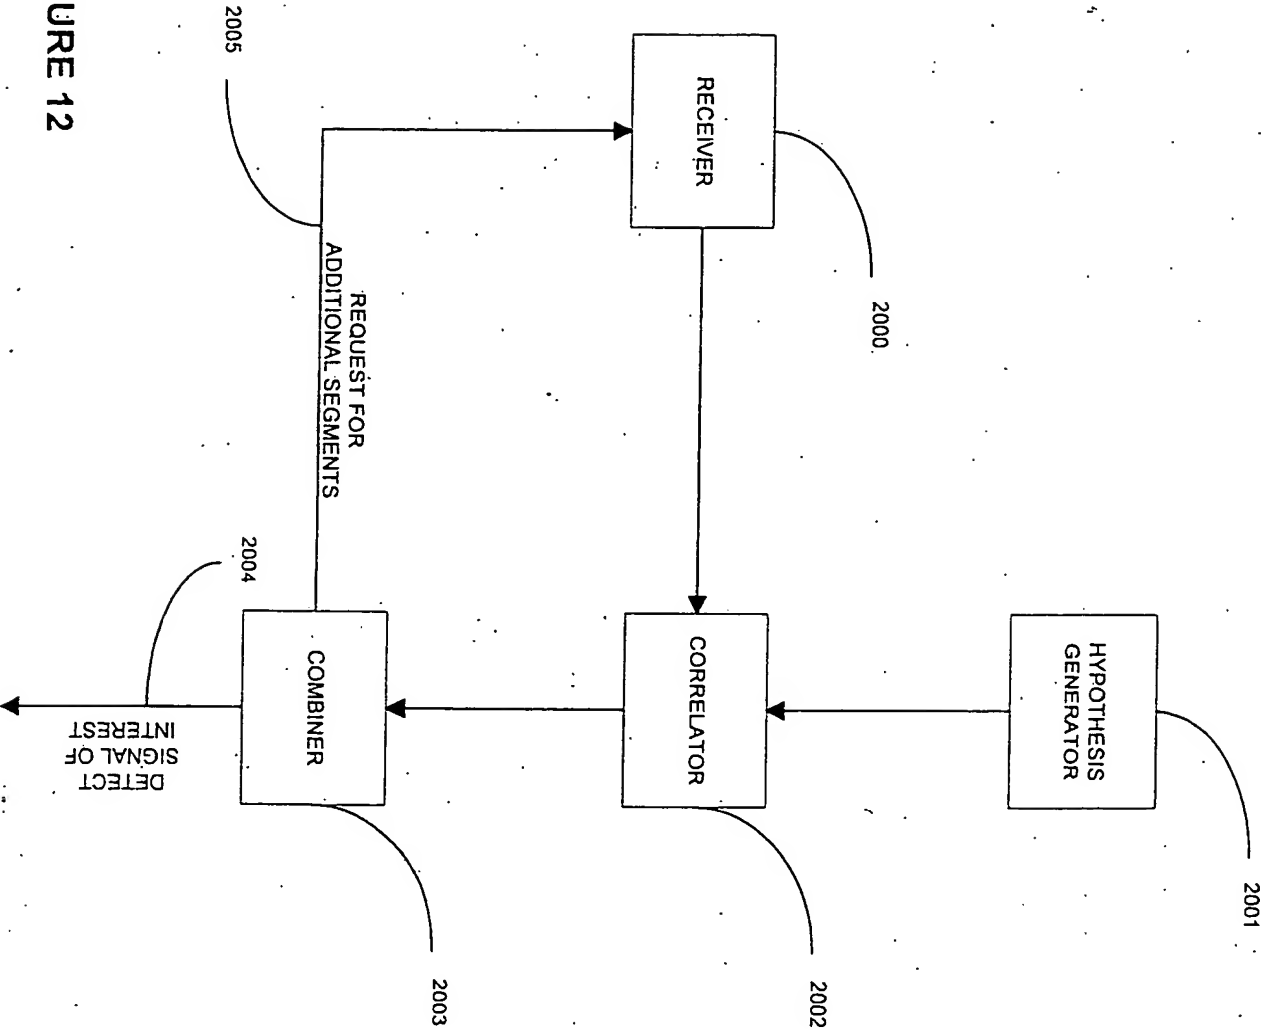 2001
HYPOTHESIS
GENERATOR
2000
2002
RECEIVER
CORRELATOR
2003
REQUEST FOR
ADDITIONAL SEGMENTS
COMBINER
2004
2005
DETECT
SIGNAL OF
INTEREST
URE 12